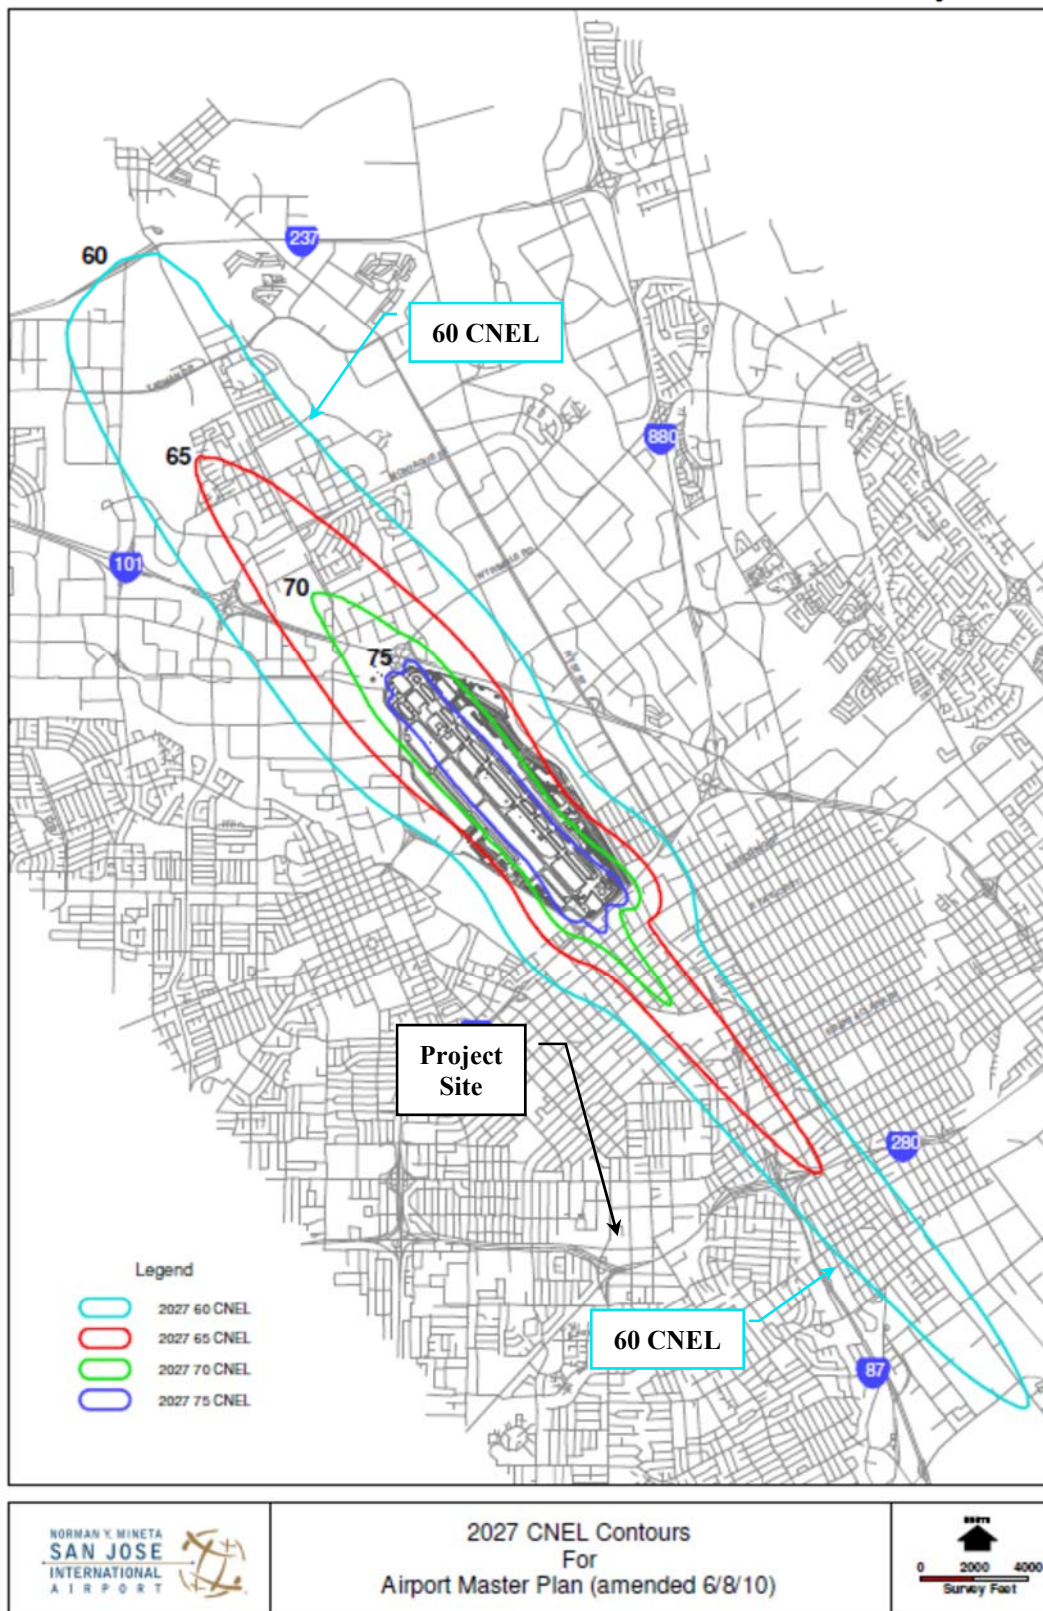 237
60
60 CNEL
880
65
101
70
75
Project
Site
280
60 CNEL
87
Legend
2027 60 CNEL
2027 65 CNEL
2027 70 CNEL
2027 75 CNEL
NORMAN Y. MINETA
SAN JOSE
INTERNATIONAL
AIRPORT
2027 CNEL Contours
For
Airport Master Plan (amended 6/8/10)
NORTH
0 2000 4000
Survey Feet